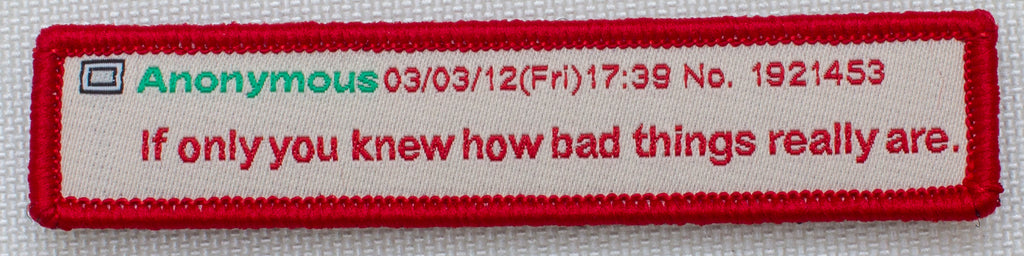 Anonymous 03/03/12(Fri)17:39 No. 1921453
If only you knew how bad things really are.